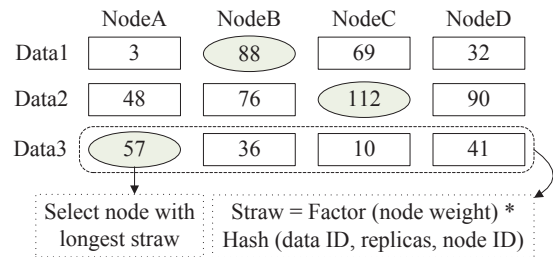 NodeA NodeB NodeC NodeD
Data1 3 88 69 32
Data2 48 76 112 90
Data3 57 36 10 41
Select node with
longest straw
Straw = Factor (node weight) *
Hash (data ID, replicas, node ID)